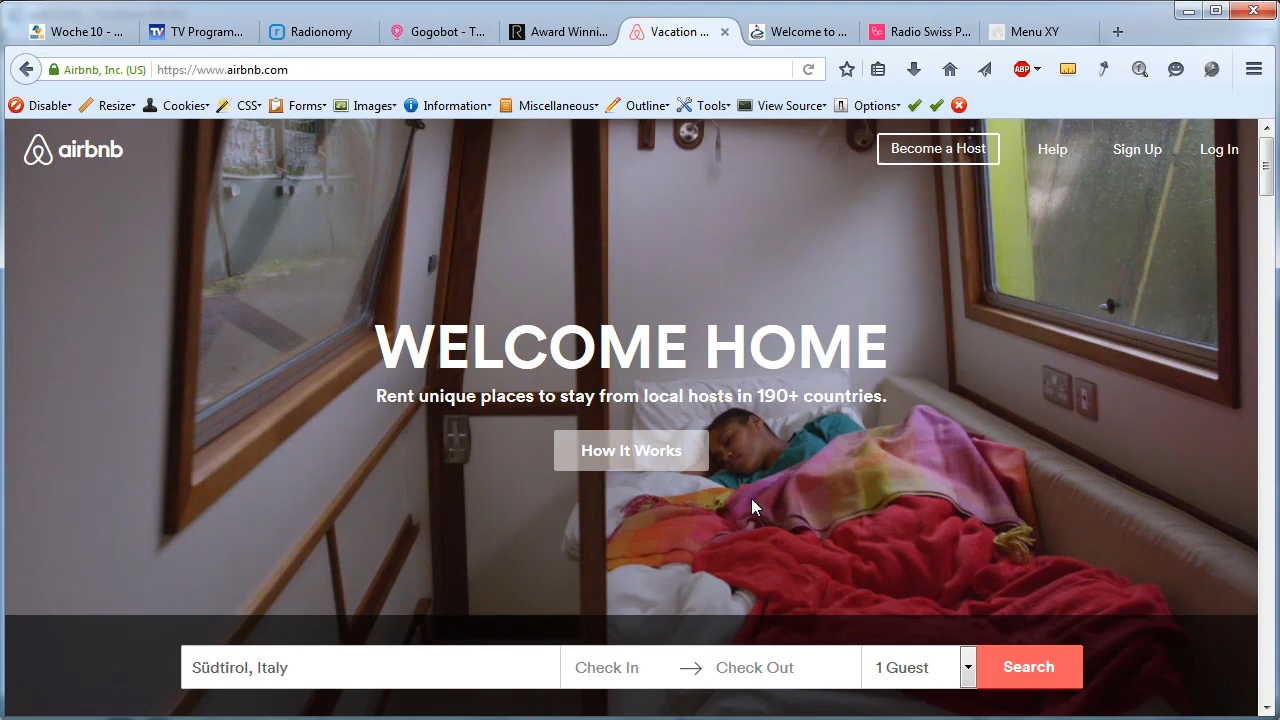 Woche 10 - ...
TV Program...
Radionomy
Gogobot - T...
Award Winni...
Vacation ...
Welcome to ...
Radio Swiss P...
Menu XY
Airbnb, Inc. (US)
https://www.airbnb.com
ABP
Disable
Resize
Cookies
CSS
Forms
Images
Information
Miscellaneous
Outline
Tools
View Source
Options
airbnb
Become a Host
Help
Sign Up
Log In
WELCOME HOME
Rent unique places to stay from local hosts in 190+ countries.
How It Works
Südtirol, Italy
Check In
Check Out
1 Guest
Search